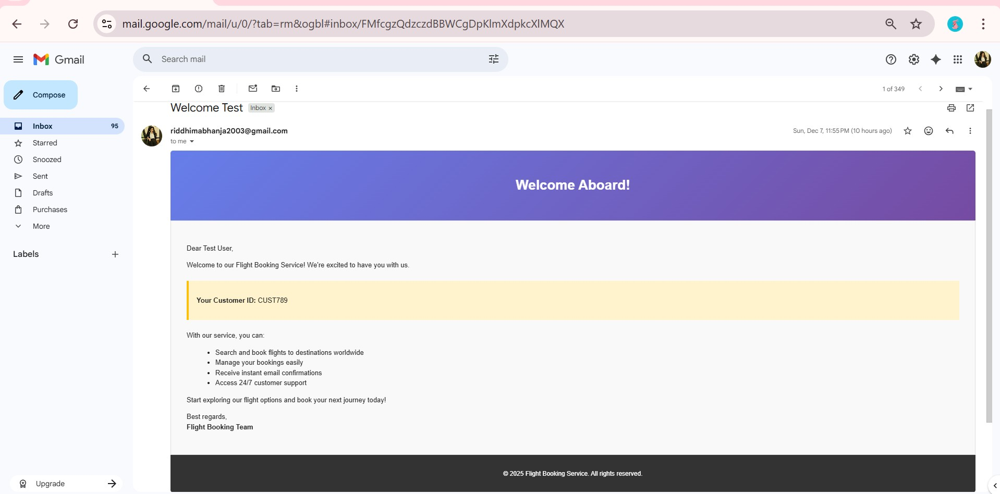 mail.google.com/mail/u/0/?tab=rm&ogbl#inbox/FMfcgzQdzczdBBWCgDpKlmXdpkcXlMQX
Gmail
Search mail
Compose
1 of 349
Inbox 95
Starred
Snoozed
Sent
Drafts
Purchases
More
Labels
Upgrade
Welcome Test Inbox ×
riddhimabhanja2003@gmail.com
Sun, Dec 7, 11:55 PM (10 hours ago)
to me
Welcome Aboard!
Dear Test User,
Welcome to our Flight Booking Service! We're excited to have you with us.
Your Customer ID: CUST789
With our service, you can:
• Search and book flights to destinations worldwide
• Manage your bookings easily
• Receive instant email confirmations
• Access 24/7 customer support
Start exploring our flight options and book your next journey today!
Best regards,
Flight Booking Team
© 2025 Flight Booking Service. All rights reserved.